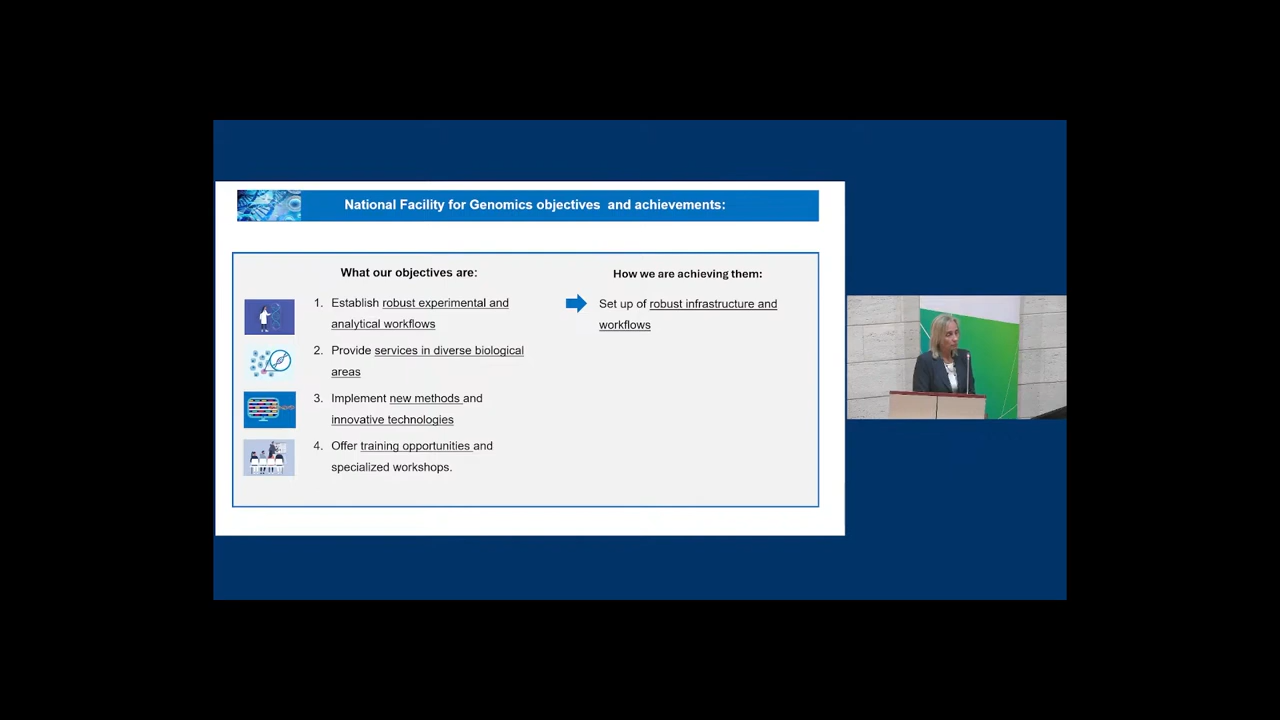 National Facility for Genomics objectives and achievements:
What our objectives are:
1. Establish robust experimental and
analytical workflows
2. Provide services in diverse biological
areas
3. Implement new methods and
innovative technologies
4. Offer training opportunities and
specialized workshops.
How we are achieving them:
Set up of robust infrastructure and
workflows